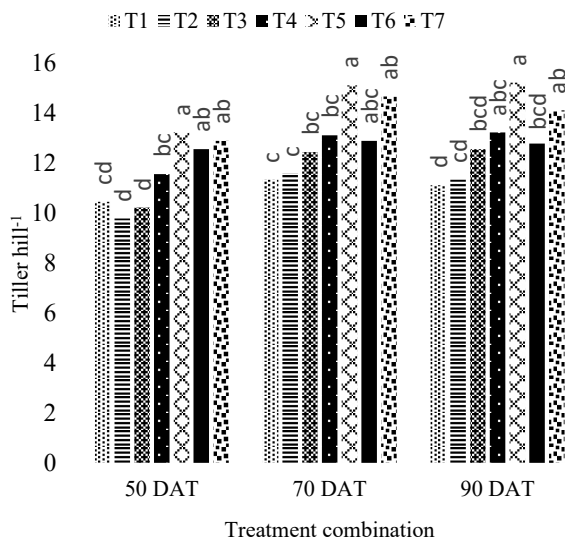 T1 T2 T3 T4 T5 T6 T7
16
14
12
10
8
6
4
2
0
Tiller hill-1
cd d d bc a ab ab
c c bc bc a abc ab
d cd bcd abc a bcd ab
50 DAT 70 DAT 90 DAT
Treatment combination